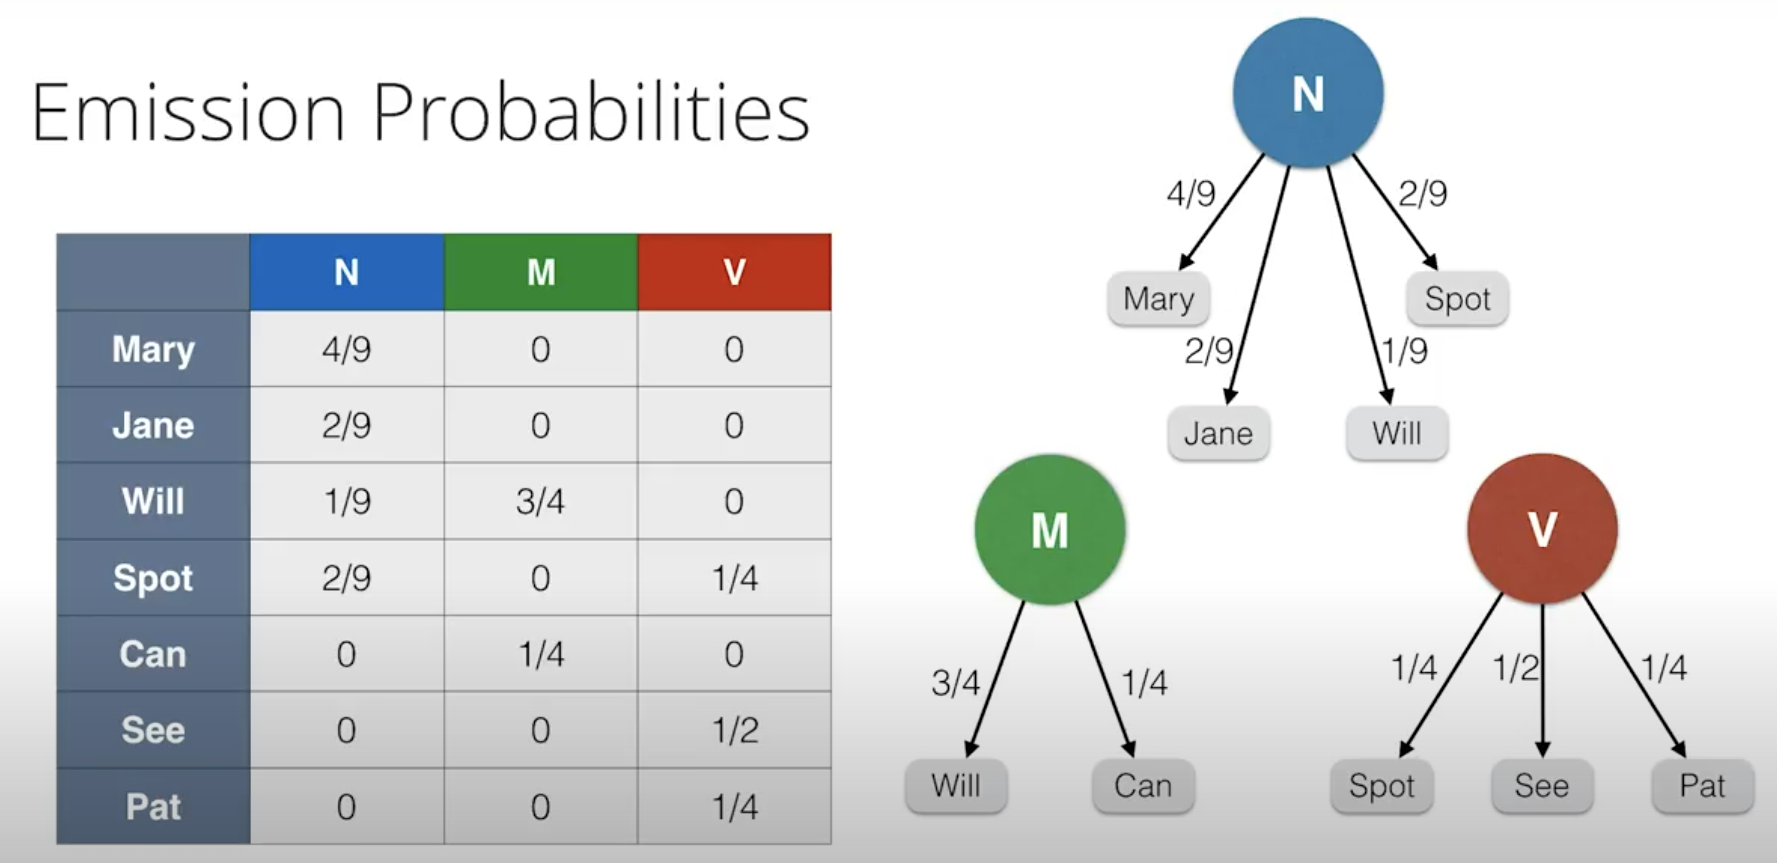 Emission Probabilities
N M V
Mary 4/9 0 0
Jane 2/9 0 0
Will 1/9 3/4 0
Spot 2/9 0 1/4
Can 0 1/4 0
See 0 0 1/2
Pat 0 0 1/4
N
4/9 2/9
Mary Spot
2/9 1/9
Jane Will
M V
3/4 1/4 1/4 1/2 1/4
Will Can Spot See Pat